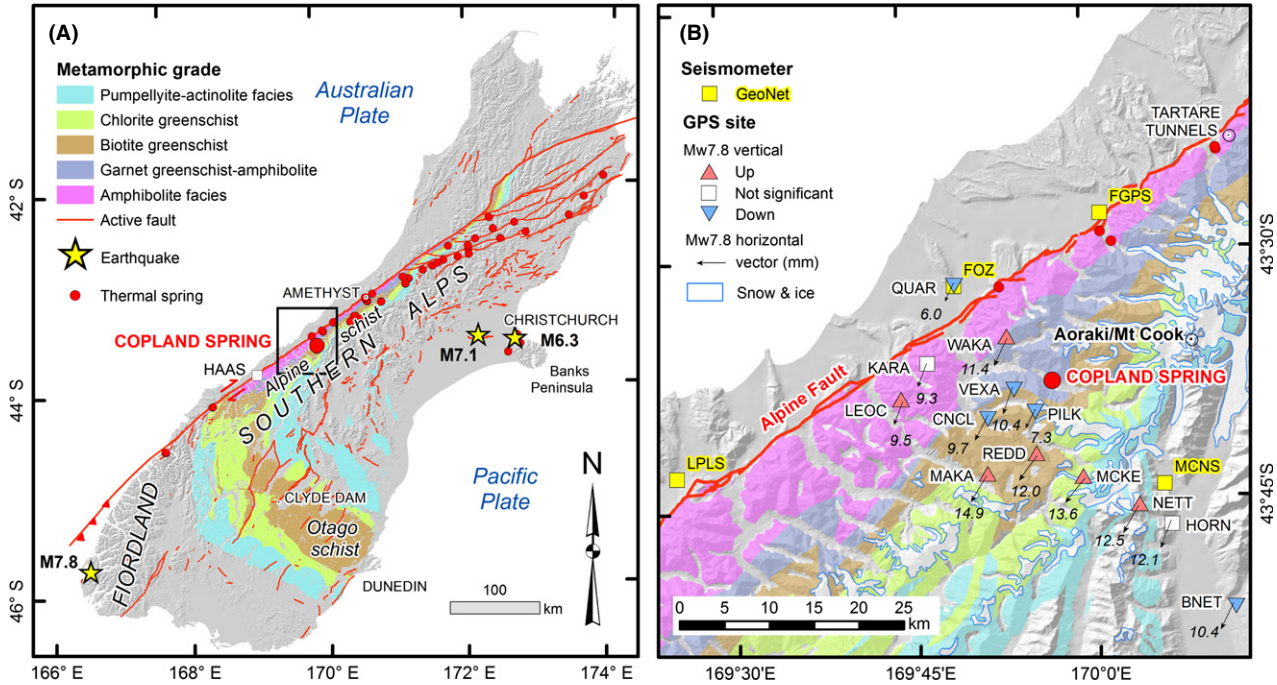 (A)
Metamorphic grade
Pumpellyite-actinolite facies
Chlorite greenschist
Biotite greenschist
Garnet greenschist-amphibolite
Amphibolite facies
Active fault
Earthquake
Thermal spring
Australian
Plate
AMETHYST
COPLAND SPRING
HAAS
Alpine
schist
SOUTHERN ALPS
CHRISTCHURCH
M7.1
M6.3
Banks
Peninsula
Pacific
Plate
CLYDE DAM
Otago
schist
DUNEDIN
FIORDLAND
M7.8
N
100
km
42° S
44° S
46° S
166° E
168° E
170° E
172° E
174° E
(B)
Seismometer
GeoNet
GPS site
Mw7.8 vertical
Up
Not significant
Down
Mw7.8 horizontal
vector (mm)
Snow & ice
TARTARE
TUNNELS
FGPS
FOZ
QUAR
6.0
WAKA
11.4
Aoraki/Mt Cook
KARA
9.3
COPLAND SPRING
VEXA
10.4
LEOC
9.5
CNCL
9.7
PILK
7.3
Alpine Fault
REDD
12.0
LPLS
MAKA
14.9
MCKE
13.6
MCNS
NETT
12.5
HORN
12.1
BNET
10.4
0 5 10 15 20 25
km
43°30'S
43°45'S
169°30'E
169°45'E
170°0'E